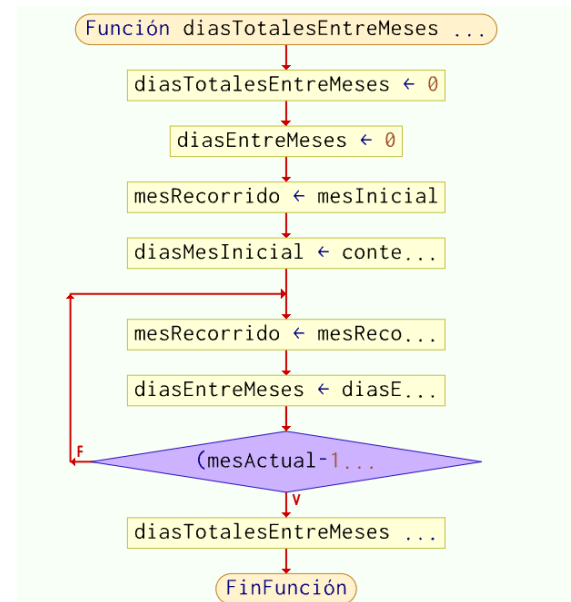 Función diasTotalesEntreMeses ...
diasTotalesEntreMeses ← 0
diasEntreMeses ← 0
mesRecorrido ← mesInicial
diasMesInicial ← conte...
mesRecorrido ← mesReco...
diasEntreMeses ← diasE...
F
(mesActual-1...
V
diasTotalesEntreMeses ...
FinFunción